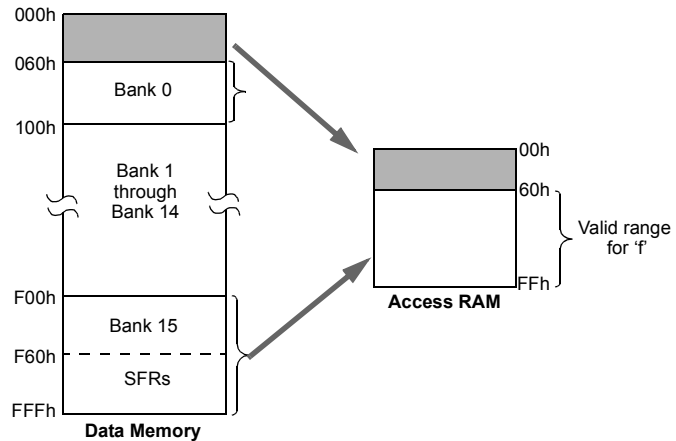 000h
060h
Bank 0
100h
Bank 1
through
Bank 14
F00h
Bank 15
F60h
SFRs
FFFh
Data Memory
00h
60h
Valid range
for ‘f’
FFh
Access RAM